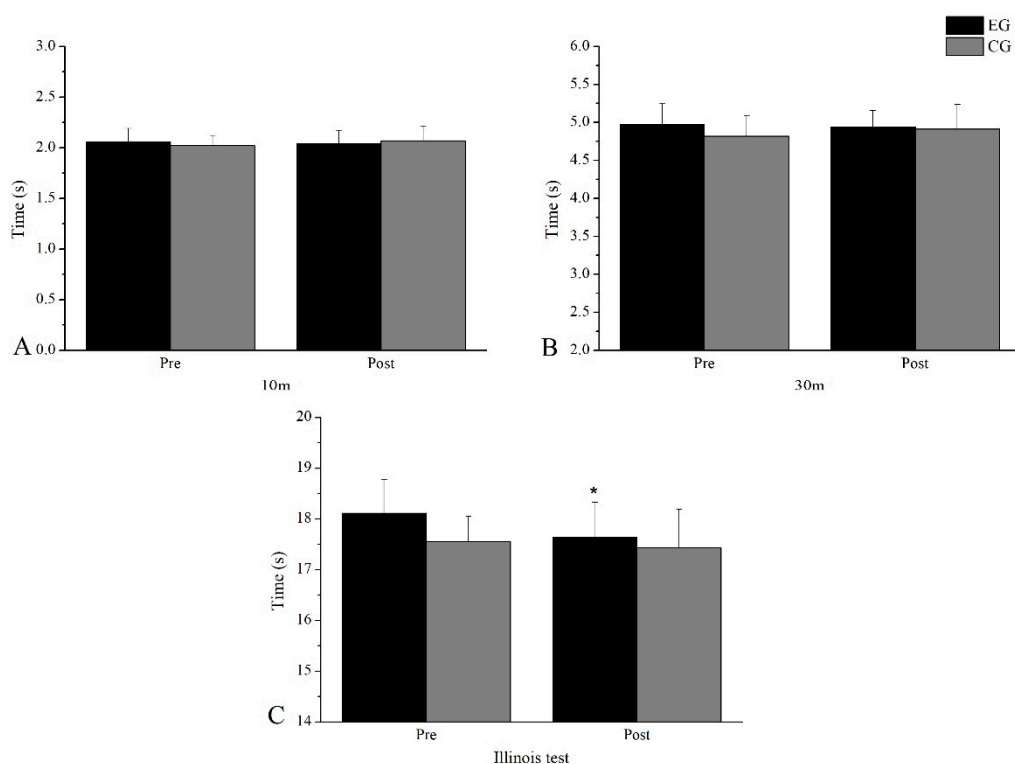 EG
CG
3.0
2.5
2.0
1.5
1.0
0.5
0.0
Time (s)
A
Pre Post
10m
6.0
5.5
5.0
4.5
4.0
3.5
3.0
2.5
2.0
Time (s)
B
Pre Post
30m
20
19
18
17
16
15
14
Time (s)
*
C
Pre Post
Illinois test